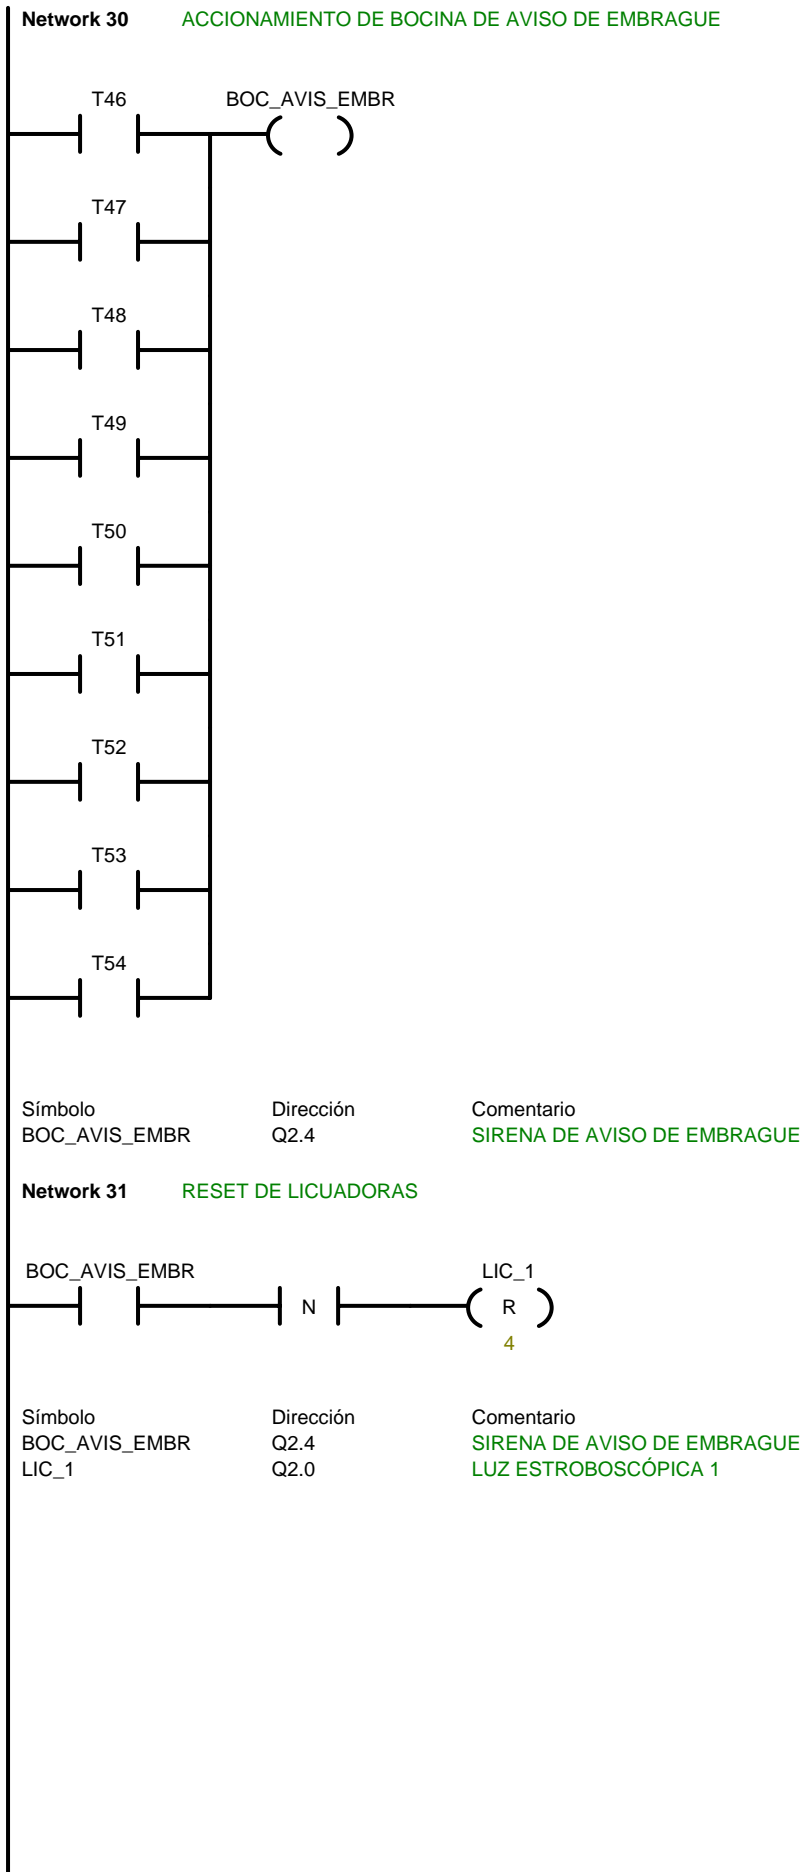 Network 30 ACCIONAMIENTO DE BOCINA DE AVISO DE EMBRAGUE
T46 BOC_AVIS_EMBR
T47
T48
T49
T50
T51
T52
T53
T54
Símbolo Dirección Comentario
BOC_AVIS_EMBR Q2.4 SIRENA DE AVISO DE EMBRAGUE
Network 31 RESET DE LICUADORAS
BOC_AVIS_EMBR LIC_1
N R
4
Símbolo Dirección Comentario
BOC_AVIS_EMBR Q2.4 SIRENA DE AVISO DE EMBRAGUE
LIC_1 Q2.0 LUZ ESTROBOSCÓPICA 1